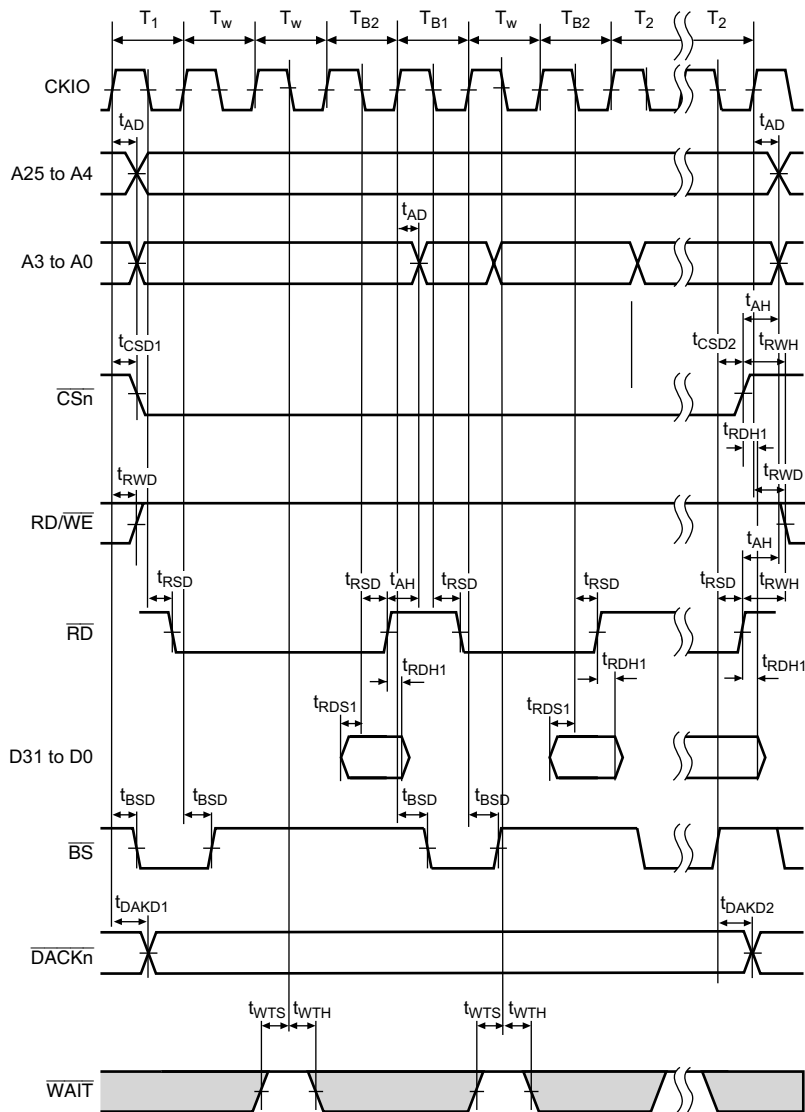 T1 Tw Tw TB2 TB1 Tw TB2 T2 T2
CKIO
tAD tAD
A25 to A4
tAD
A3 to A0
tAH
tCSD1 tCSD2 tRWH
CSn
tRDH1
tRWD tRWD
RD/WE
tAH
tRSD tRSD tAH tRSD tRSD tRSD tRWH
RD
tRDH1 tRDH1 tRDH1
tRDS1 tRDS1
D31 to D0
tBSD tBSD tBSD tBSD
BS
tDAKD1 tDAKD2
DACKn
tWTS tWTH tWTS tWTH
WAIT